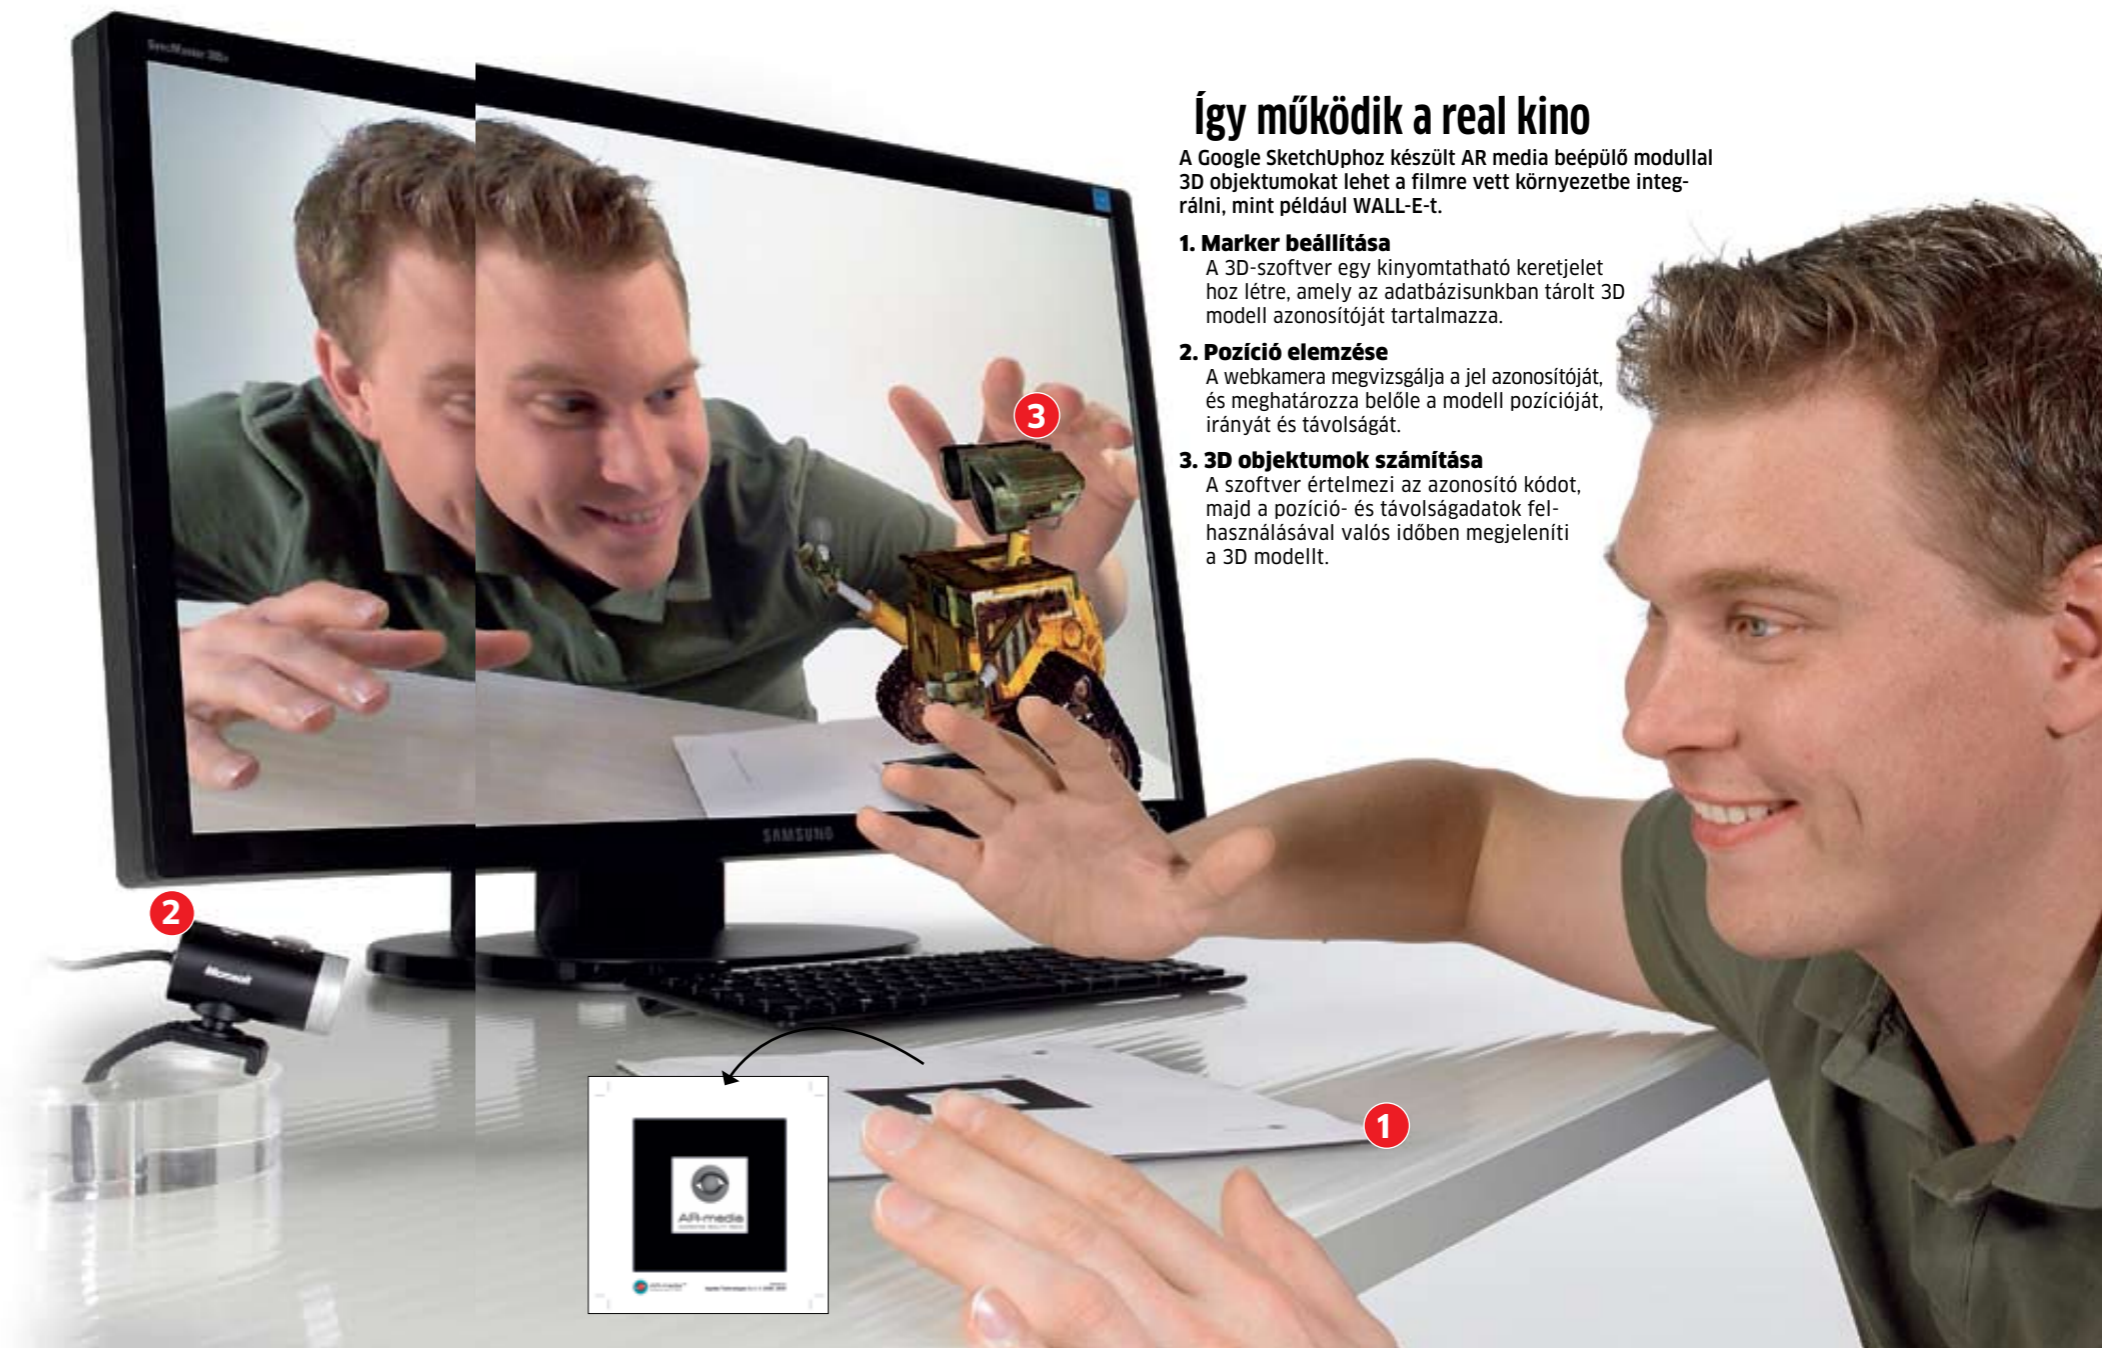 SyncMaster
Így működik a real kino
A Google SketchUphoz készült AR media beépülő modullal
3D objektumokat lehet a filmre vett környezetbe integ-
rálni, mint például WALL-E-t.
1. Marker beállítása
A 3D-szoftver egy kinyomtatható keretjelet
hoz létre, amely az adatbázisunkban tárolt 3D
modell azonosítóját tartalmazza.
2. Pozíció elemzése
A webkamera megvizsgálja a jel azonosítóját,
és meghatározza belőle a modell pozícióját,
irányát és távolságát.
3. 3D objektumok számítása
A szoftver értelmezi az azonosító kódot,
majd a pozíció- és távolságadatok fel-
használásával valós időben megjeleníti
a 3D modellt.
3
SAMSUNG
2
Microsoft
1
AR-media